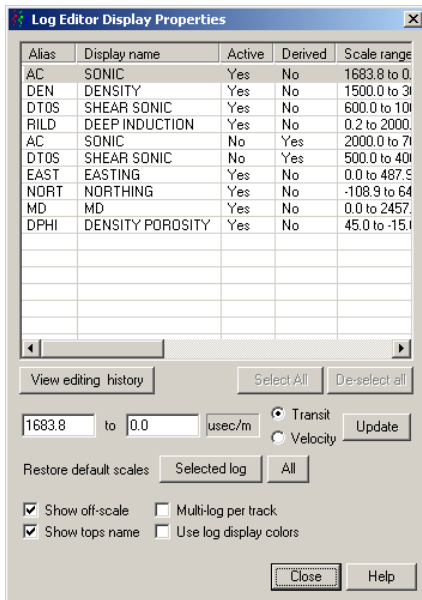 Log Editor Display Properties
Alias Display name Active Derived Scale range
AC SONIC Yes No 1683.8 to 0.
DEN DENSITY Yes No 1500.0 to 3
DT0S SHEAR SONIC Yes No 600.0 to 10
RILD DEEP INDUCTION Yes No 0.2 to 2000.
AC SONIC No Yes 2000.0 to 7
DT0S SHEAR SONIC No Yes 500.0 to 40
EAST EASTING Yes No 0.0 to 487.9
NORT NORTHING Yes No -108.9 to 64
MD MD Yes No 0.0 to 2457.
DPHI DENSITY POROSITY Yes No 45.0 to -15.
View editing history Select All De-select all
1683.8 to 0.0 usec/m Transit Velocity Update
Restore default scales Selected log All
Show off-scale Multi-log per track
Show tops name Use log display colors
Close Help